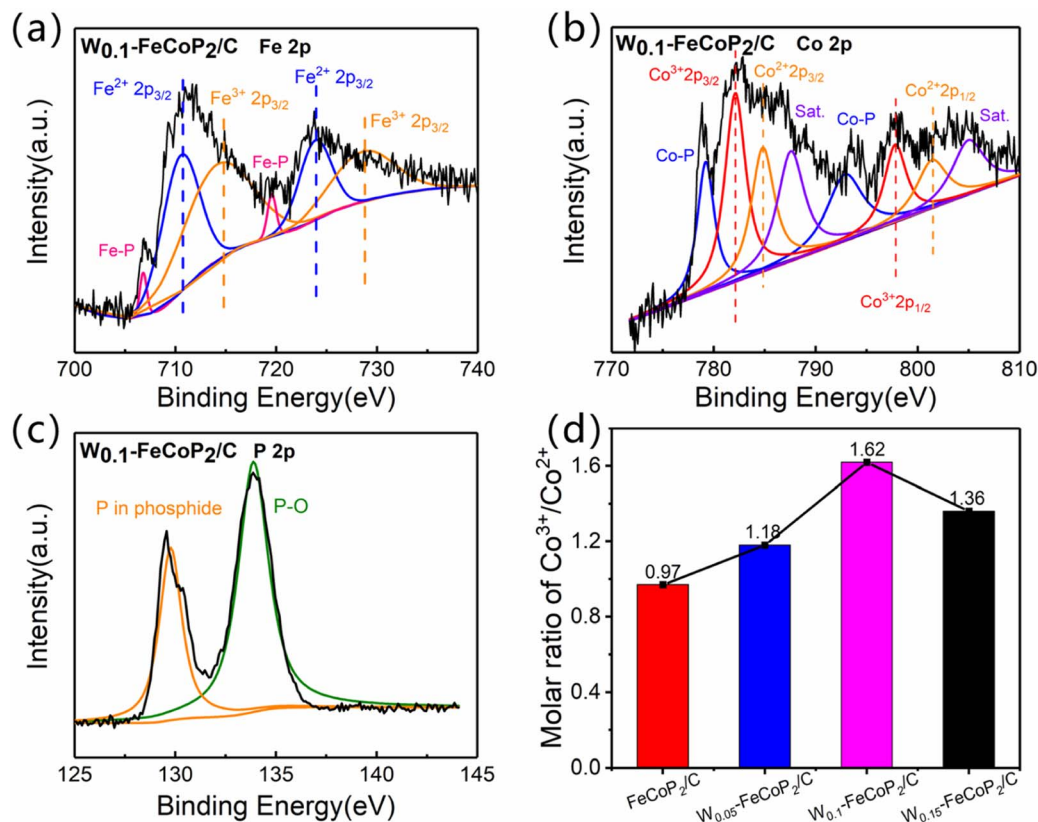 (a)
W0.1-FeCoP2/C Fe 2p
Fe2+ 2p3/2
Fe3+ 2p3/2
Fe2+ 2p3/2
Fe3+ 2p3/2
Fe-P
Fe-P
Intensity(a.u.)
700 710 720 730 740
Binding Energy(eV)
(b)
W0.1-FeCoP2/C Co 2p
Co3+2p3/2
Co2+2p3/2
Sat.
Co-P
Co2+2p1/2
Sat.
Co-P
Co3+2p1/2
Intensity(a.u.)
770 780 790 800 810
Binding Energy(eV)
(c)
W0.1-FeCoP2/C P 2p
P in phosphide
P-O
Intensity(a.u.)
125 130 135 140 145
Binding Energy(eV)
(d)
Molar ratio of Co3+/Co2+
1.6
1.2
0.8
0.4
0.0
0.97
1.18
1.62
1.36
FeCoP2/C
W0.05-FeCoP2/C
W0.1-FeCoP2/C
W0.15-FeCoP2/C